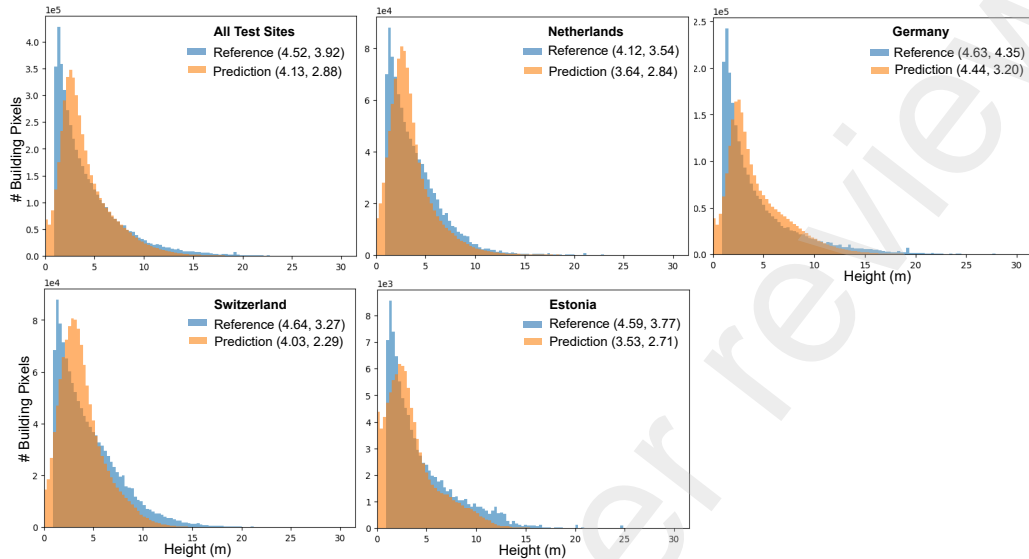 1e5
All Test Sites
Reference (4.52, 3.92)
Prediction (4.13, 2.88)
# Building Pixels
4.0
3.5
3.0
2.5
2.0
1.5
1.0
0.5
0.0
0 5 10 15 20 25 30
1e4
Netherlands
Reference (4.12, 3.54)
Prediction (3.64, 2.84)
8
6
4
2
0
0 5 10 15 20 25 30
1e5
Germany
Reference (4.63, 4.35)
Prediction (4.44, 3.20)
2.5
2.0
1.5
1.0
0.5
0.0
0 5 10 15 20 25 30
Height (m)
1e4
Switzerland
Reference (4.64, 3.27)
Prediction (4.03, 2.29)
# Building Pixels
8
6
4
2
0
0 5 10 15 20 25 30
Height (m)
1e3
Estonia
Reference (4.59, 3.77)
Prediction (3.53, 2.71)
8
7
6
5
4
3
2
1
0
0 5 10 15 20 25 30
Height (m)
er review